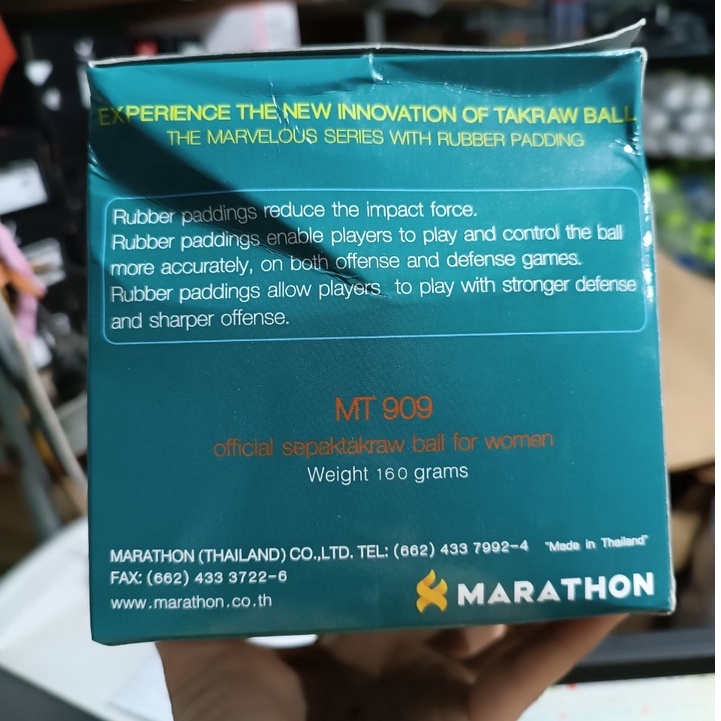 EXPERIENCE THE NEW INNOVATION OF TAKRAW BALL
THE MARVELOUS SERIES WITH RUBBER PADDING
Rubber paddings reduce the impact force.
Rubber paddings enable players to play and control the ball
more accurately, on both offense and defense games.
Rubber paddings allow players to play with stronger defense
and sharper offense.
MT 909
official sepaktakraw ball for women
Weight 160 grams
MARATHON (THAILAND) CO.,LTD. TEL: (662) 433 7992-4 "Made in Thailand"
FAX: (662) 433 3722-6
www.marathon.co.th
MARATHON